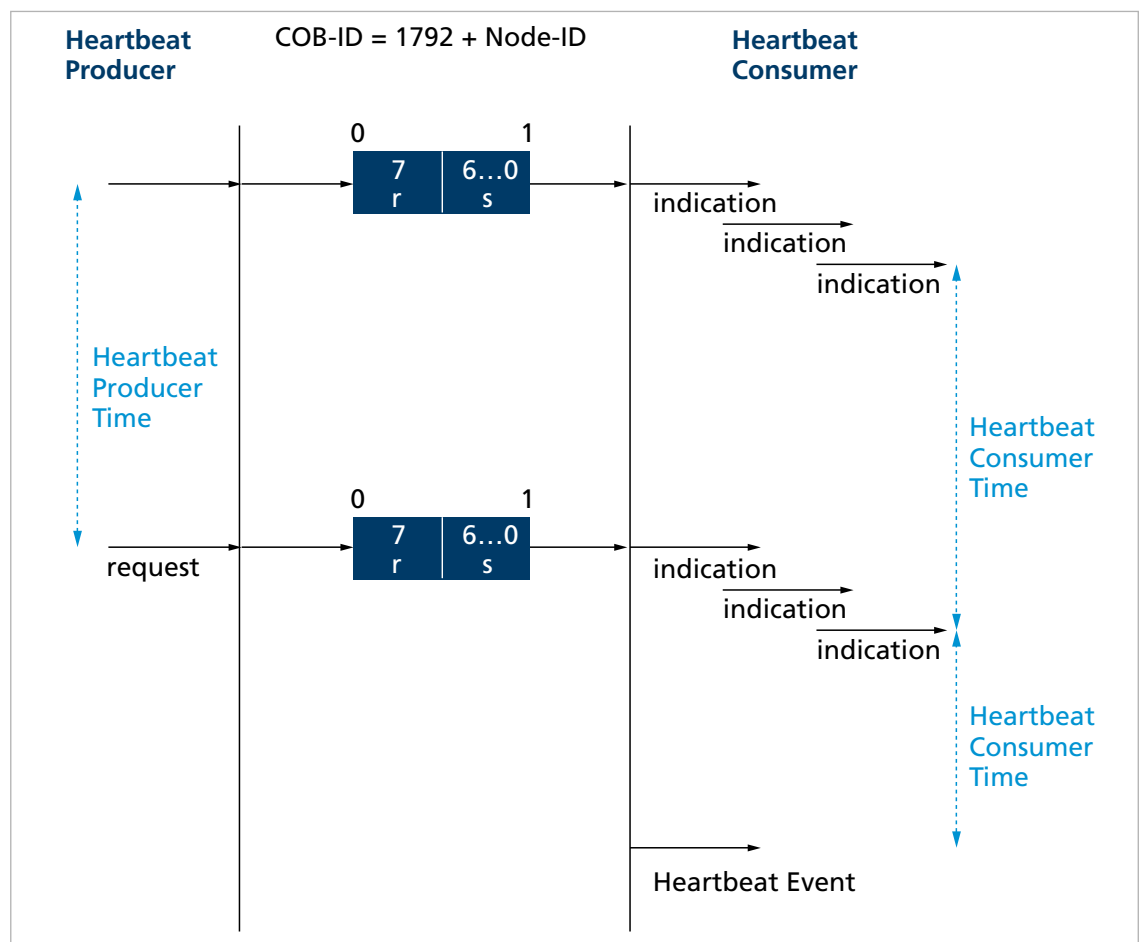 Heartbeat
Producer
COB-ID = 1792 + Node-ID
Heartbeat
Consumer
0 1
7 6...0
r s
indication
indication
indication
Heartbeat
Producer
Time
Heartbeat
Consumer
Time
0 1
7 6...0
r s
request
indication
indication
indication
Heartbeat
Consumer
Time
Heartbeat Event